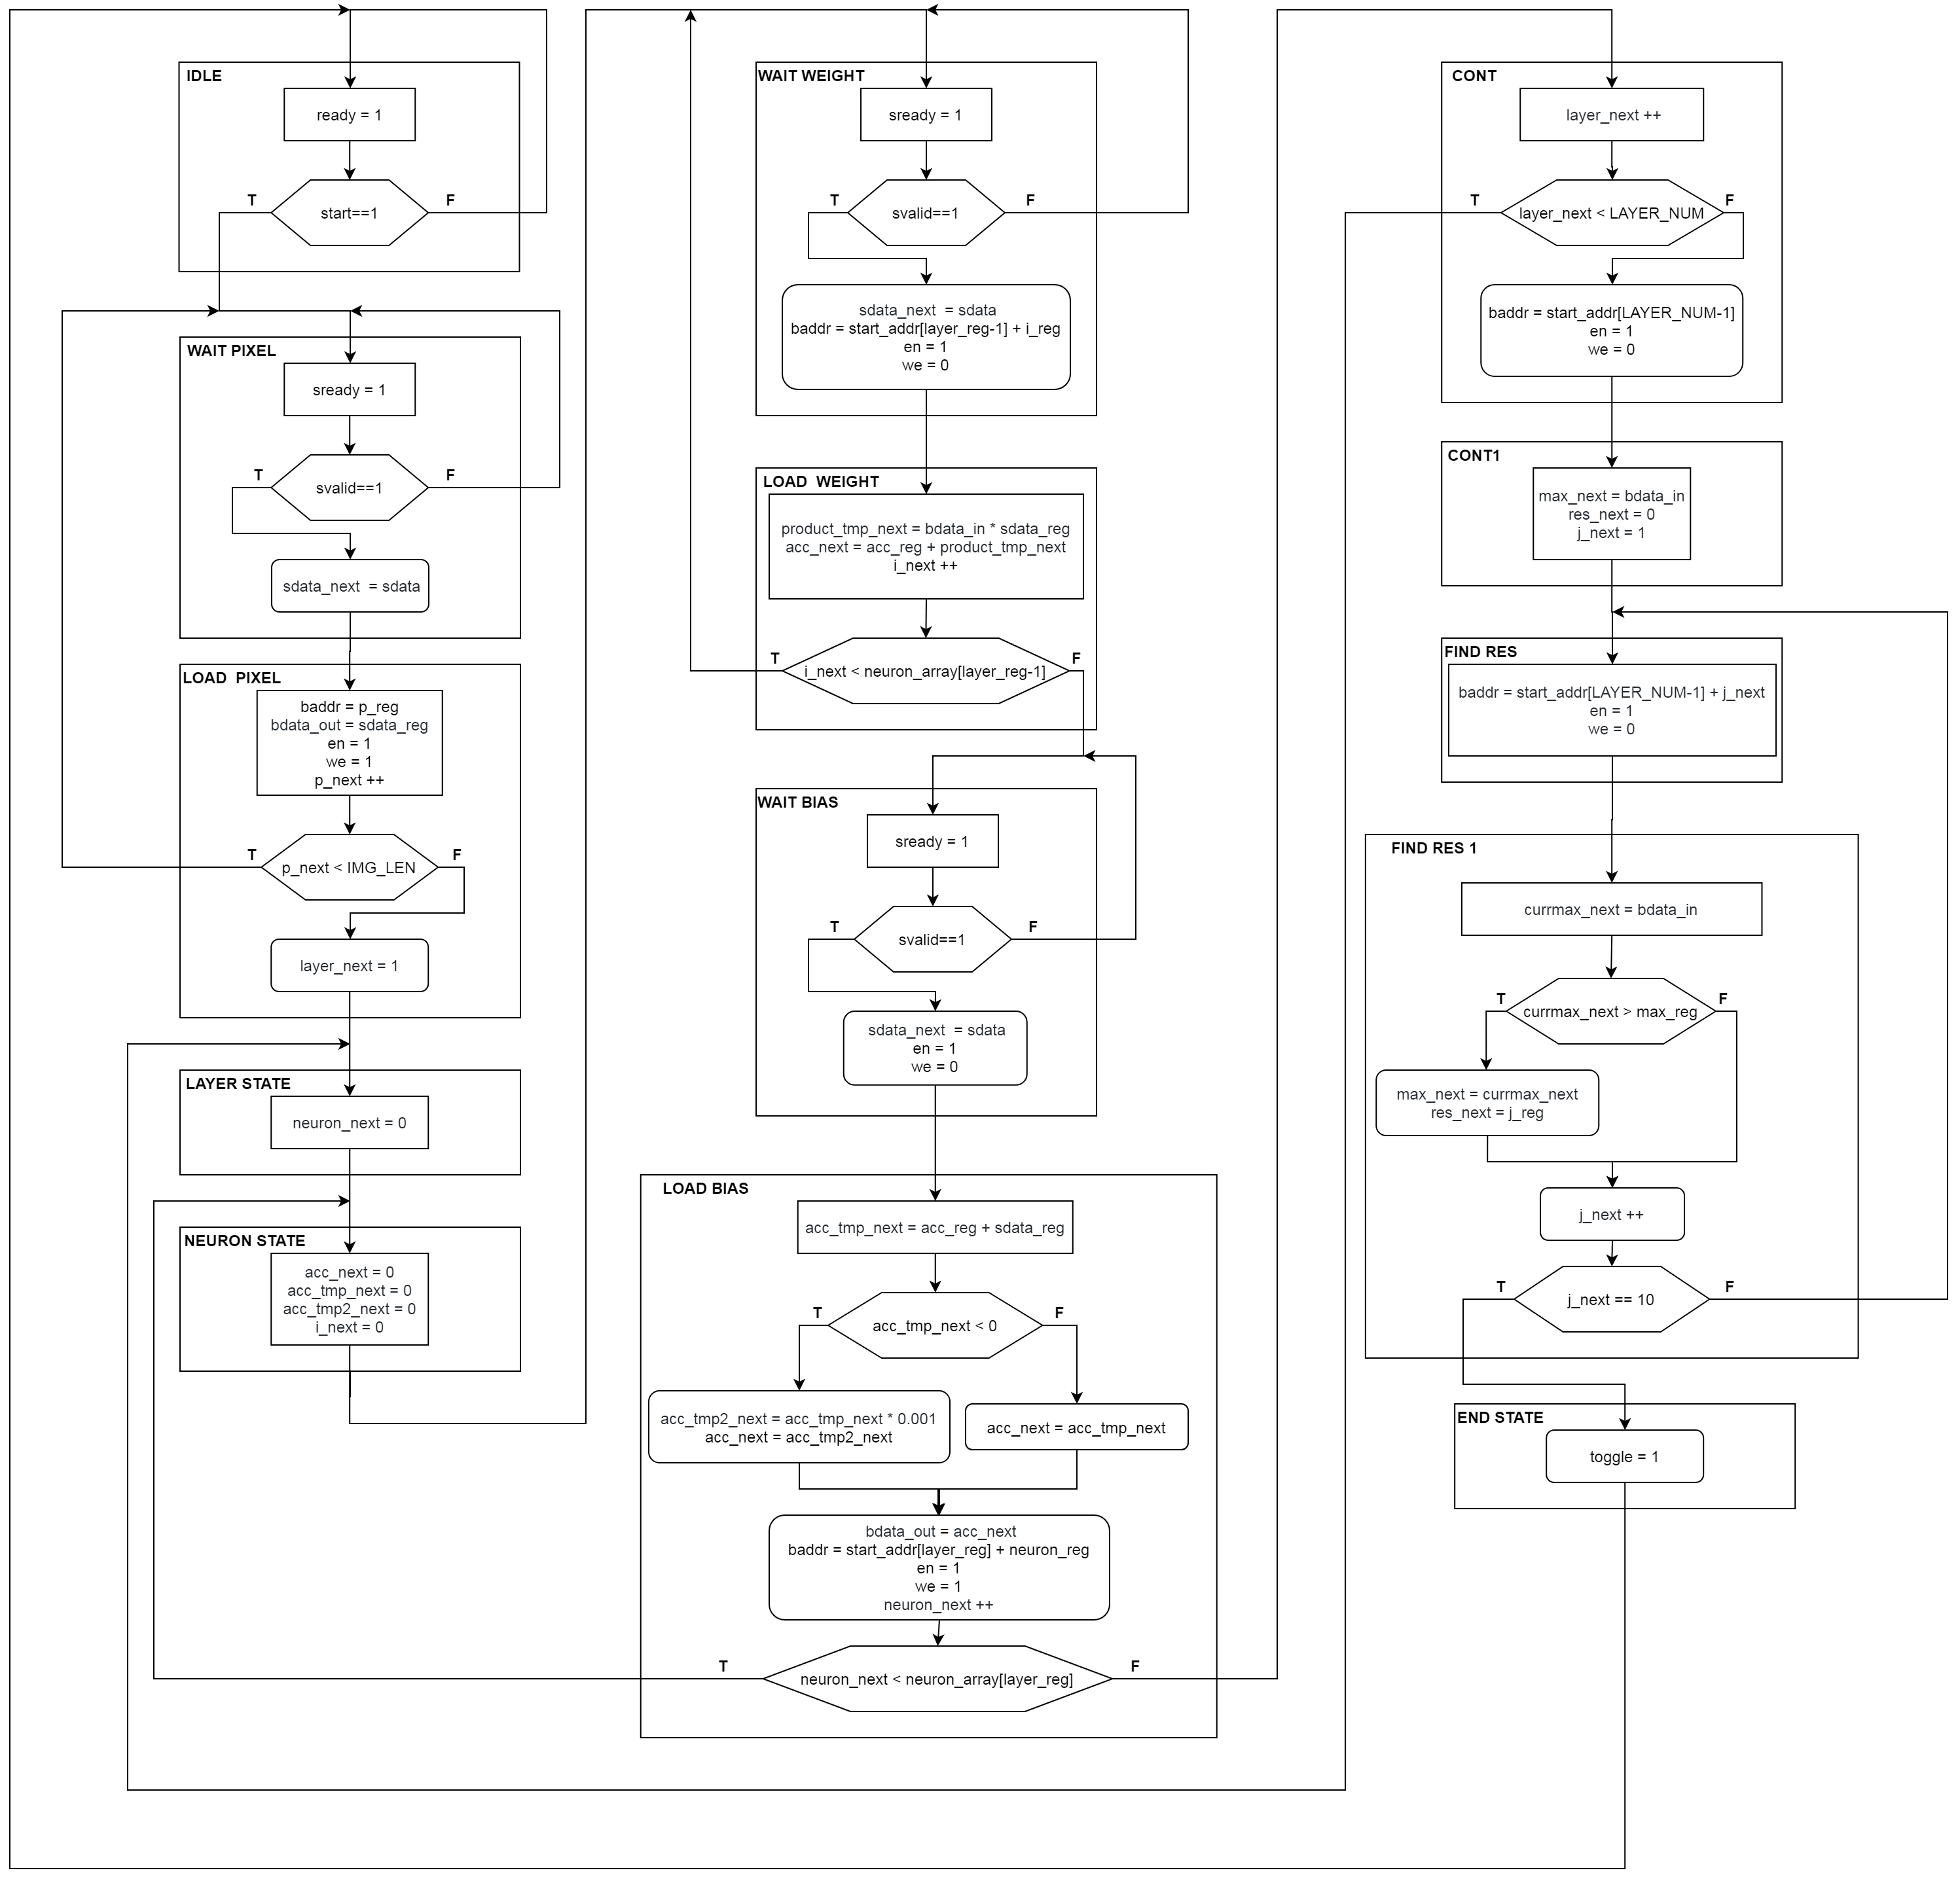 IDLE
ready = 1
T
start==1
F
WAIT PIXEL
sready = 1
T
svalid==1
F
sdata_next = sdata
LOAD PIXEL
baddr = p_reg
bdata_out = sdata_reg
en = 1
we = 1
p_next ++
T
p_next < IMG_LEN
F
layer_next = 1
LAYER STATE
neuron_next = 0
NEURON STATE
acc_next = 0
acc_tmp_next = 0
acc_tmp2_next = 0
i_next = 0
WAIT WEIGHT
sready = 1
T
svalid==1
F
sdata_next = sdata
baddr = start_addr[layer_reg-1] + i_reg
en = 1
we = 0
LOAD WEIGHT
product_tmp_next = bdata_in * sdata_reg
acc_next = acc_reg + product_tmp_next
i_next ++
T
i_next < neuron_array[layer_reg-1]
F
WAIT BIAS
sready = 1
T
svalid==1
F
sdata_next = sdata
en = 1
we = 0
LOAD BIAS
acc_tmp_next = acc_reg + sdata_reg
T
acc_tmp_next < 0
F
acc_tmp2_next = acc_tmp_next * 0.001
acc_next = acc_tmp2_next
acc_next = acc_tmp_next
bdata_out = acc_next
baddr = start_addr[layer_reg] + neuron_reg
en = 1
we = 1
neuron_next ++
T
neuron_next < neuron_array[layer_reg]
F
CONT
layer_next ++
T
layer_next < LAYER_NUM
F
baddr = start_addr[LAYER_NUM-1]
en = 1
we = 0
CONT1
max_next = bdata_in
res_next = 0
j_next = 1
FIND RES
baddr = start_addr[LAYER_NUM-1] + j_next
en = 1
we = 0
FIND RES 1
currmax_next = bdata_in
T
currmax_next > max_reg
F
max_next = currmax_next
res_next = j_reg
j_next ++
T
j_next == 10
F
END STATE
toggle = 1